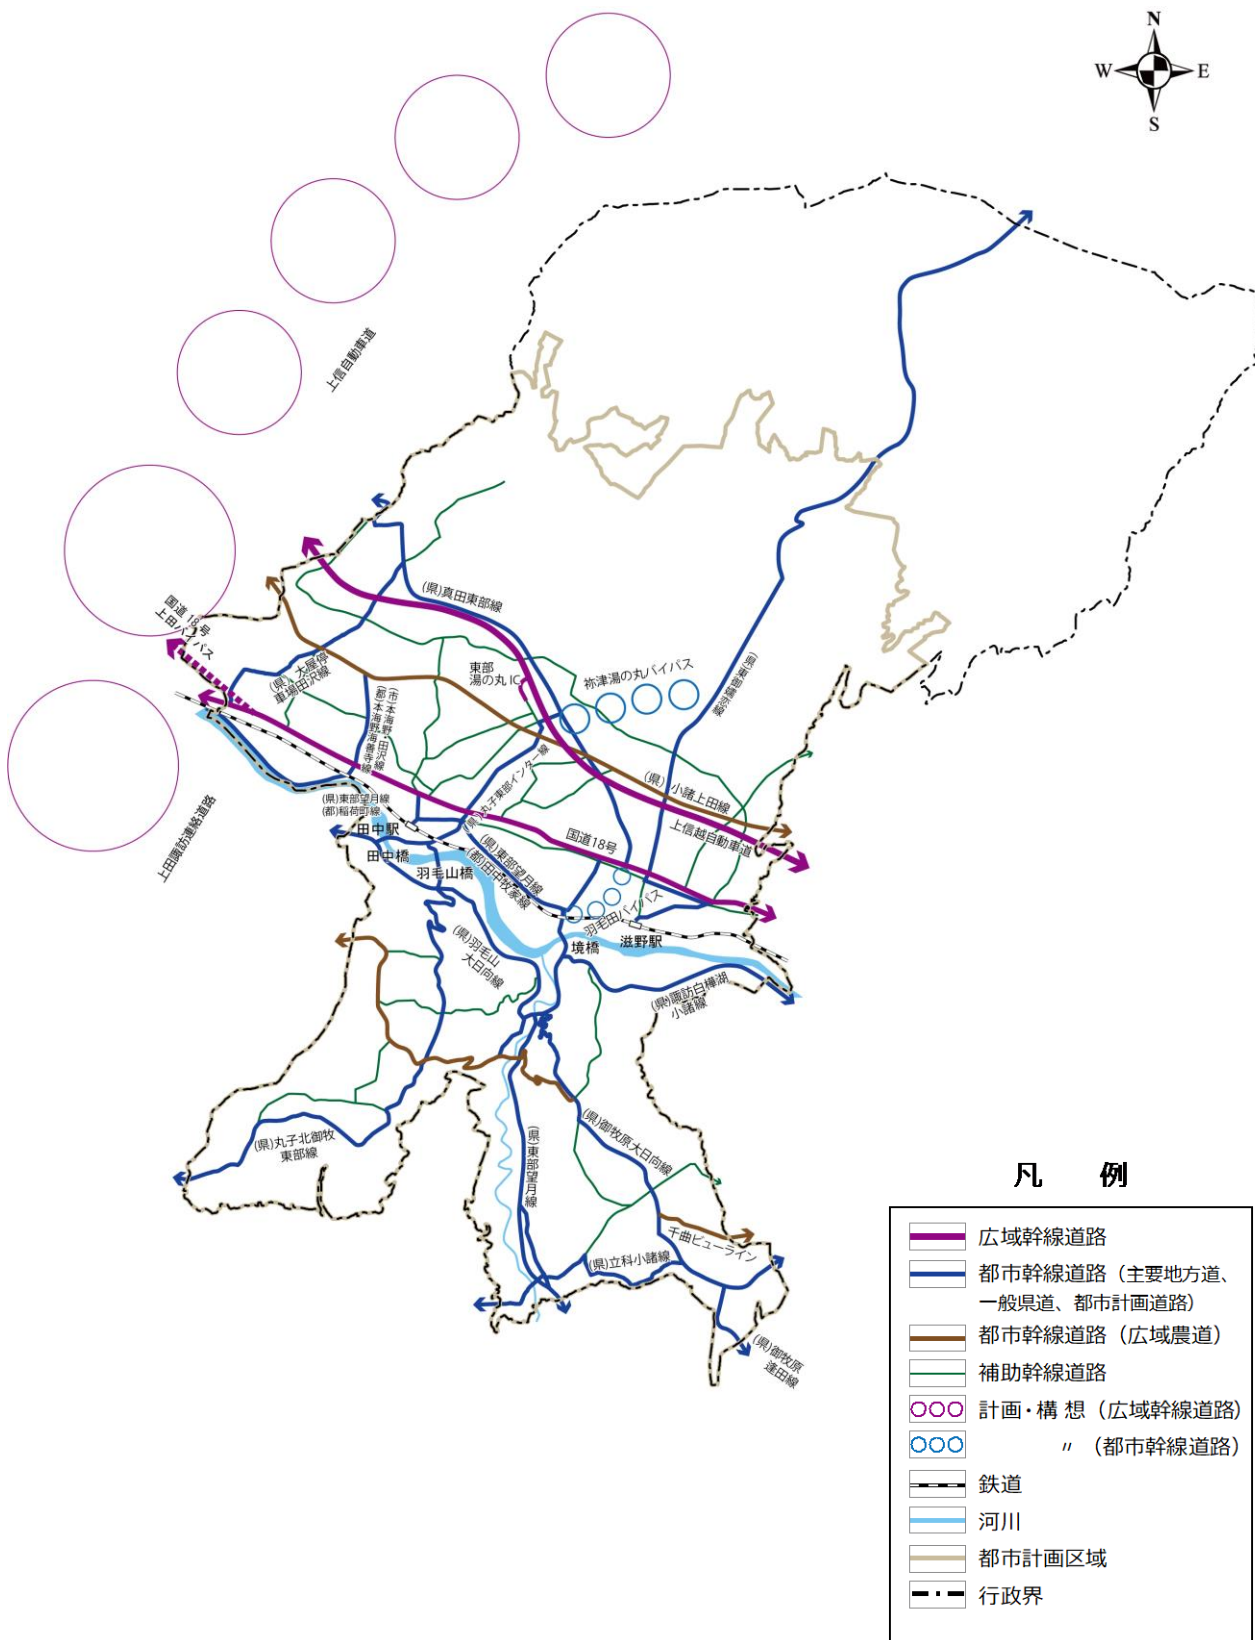 N
W
E
S
上信自動車道
国道18号
上田バイパス
(県)真田東部線
(県)大屋停
車場田沢線
東部
湯の丸IC
祢津湯の丸バイパス
(県)東御嬬恋線
(市)本海野・田沢線
(都)本海野海善寺線
(県)丸子東部インター線
(県)小諸上田線
(県)東部望月線
(都)稲荷町線
上信越自動車道
田中駅
国道18号
上田諏訪連絡道路
田中橋
羽毛山橋
(県)東部望月線
(都)田中牧家線
羽毛田バイパス
(県)羽毛山
大日向線
境橋
滋野駅
(県)諏訪白樺湖
小諸線
(県)丸子北御牧
東部線
(県)東部望月線
(県)御牧原大日向線
千曲ビューライン
(県)立科小諸線
(県)御牧原
逢田線
凡 例
広域幹線道路
都市幹線道路（主要地方道、
一般県道、都市計画道路）
都市幹線道路（広域農道）
補助幹線道路
計画・構 想（広域幹線道路）
〃 （都市幹線道路）
鉄道
河川
都市計画区域
行政界